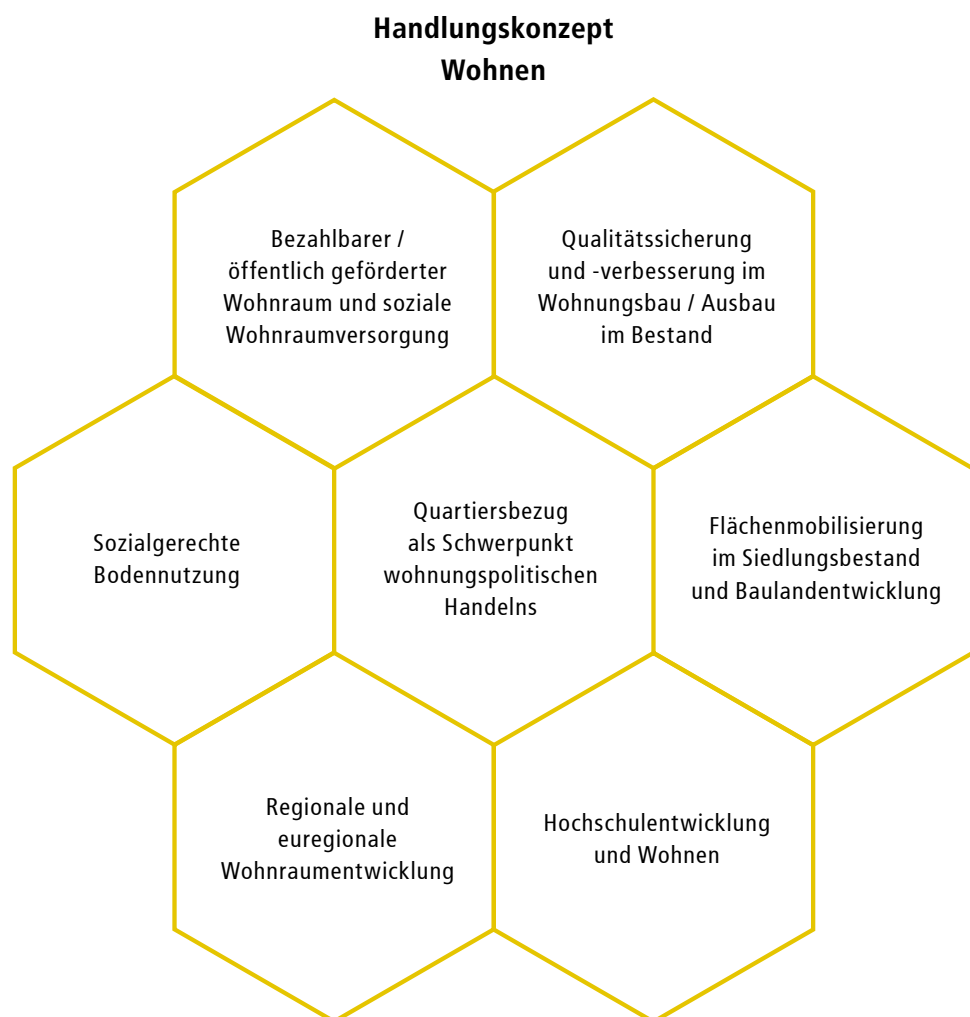 Handlungskonzept
Wohnen
Bezahlbarer /
öffentlich geförderter
Wohnraum und soziale
Wohnraumversorgung
Qualitätssicherung
und -verbesserung im
Wohnungsbau / Ausbau
im Bestand
Sozialgerechte
Bodennutzung
Quartiersbezug
als Schwerpunkt
wohnungspolitischen
Handelns
Flächenmobilisierung
im Siedlungsbestand
und Baulandentwicklung
Regionale und
euregionale
Wohnraumentwicklung
Hochschulentwicklung
und Wohnen